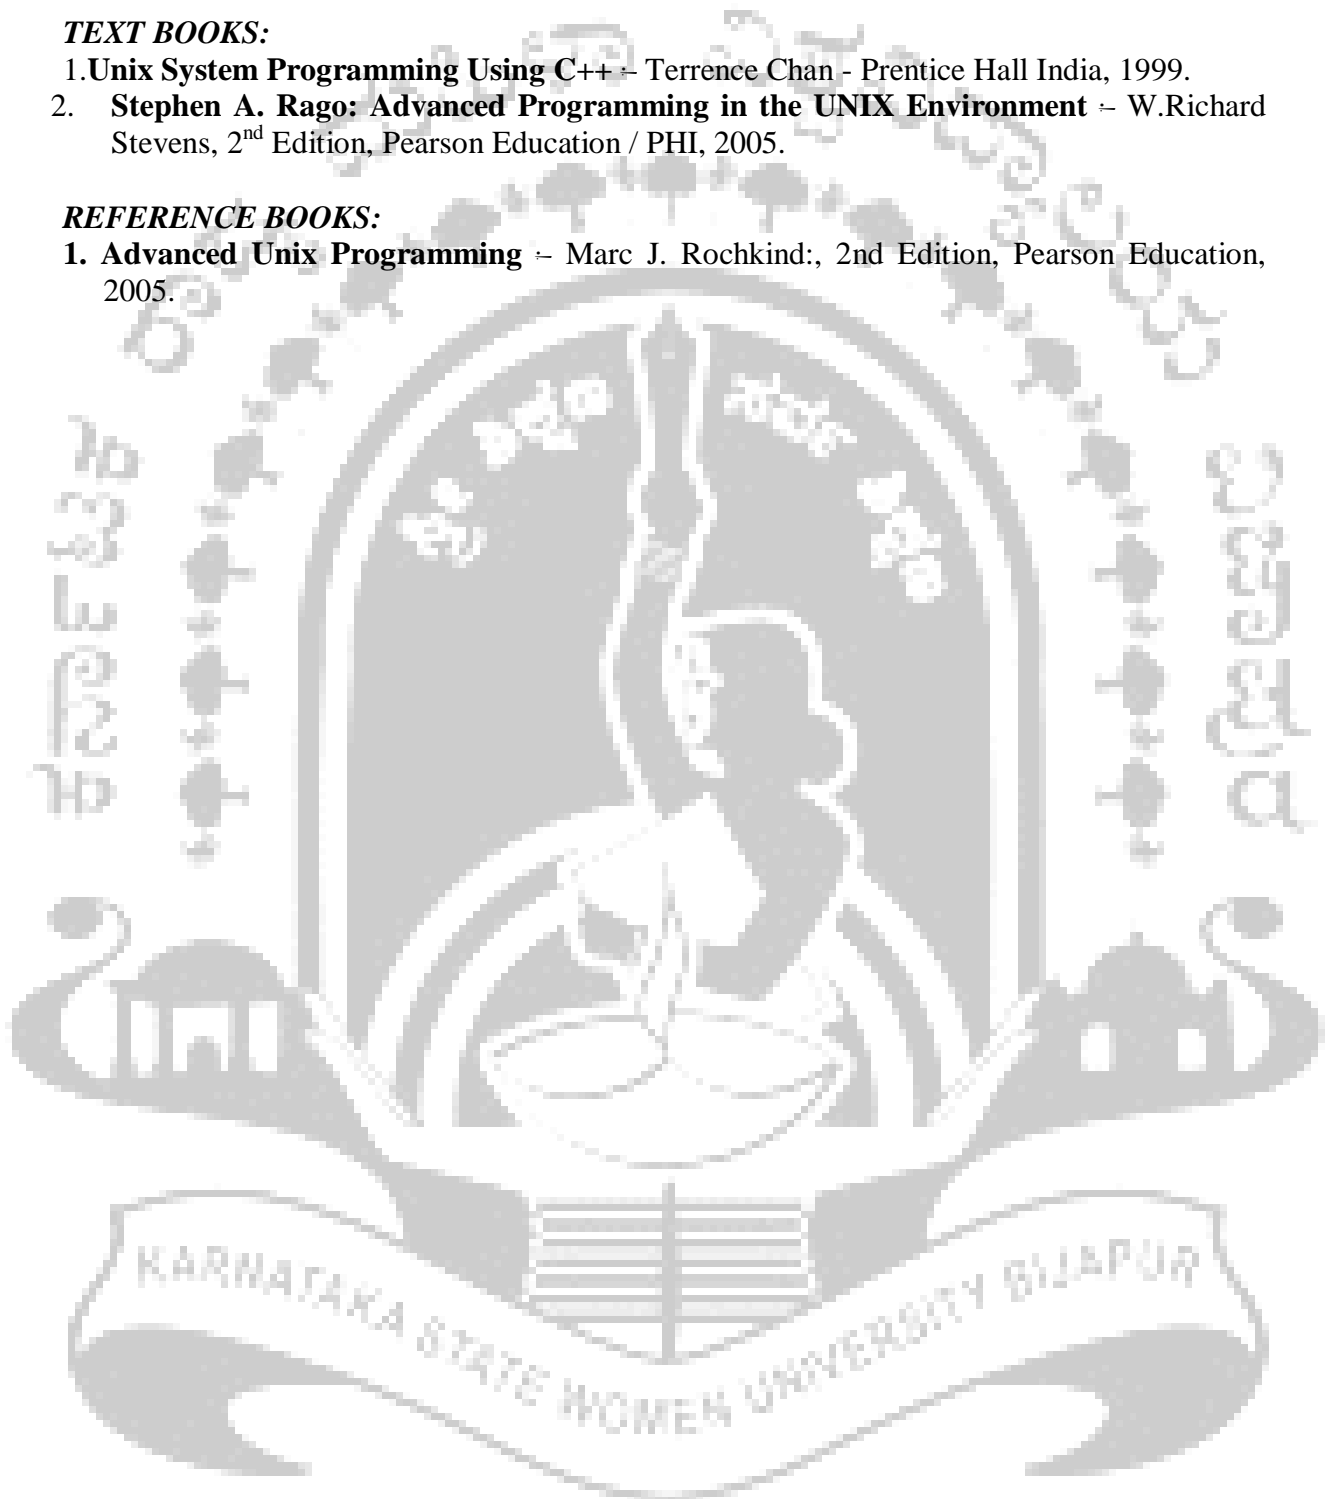 TEXT BOOKS:
1.Unix System Programming Using C++ – Terrence Chan - Prentice Hall India, 1999.
2. Stephen A. Rago: Advanced Programming in the UNIX Environment – W.Richard
Stevens, 2nd Edition, Pearson Education / PHI, 2005.
REFERENCE BOOKS:
1. Advanced Unix Programming – Marc J. Rochkind:, 2nd Edition, Pearson Education,
2005.
KARNATAKA STATE WOMEN UNIVERSITY BIJAPUR